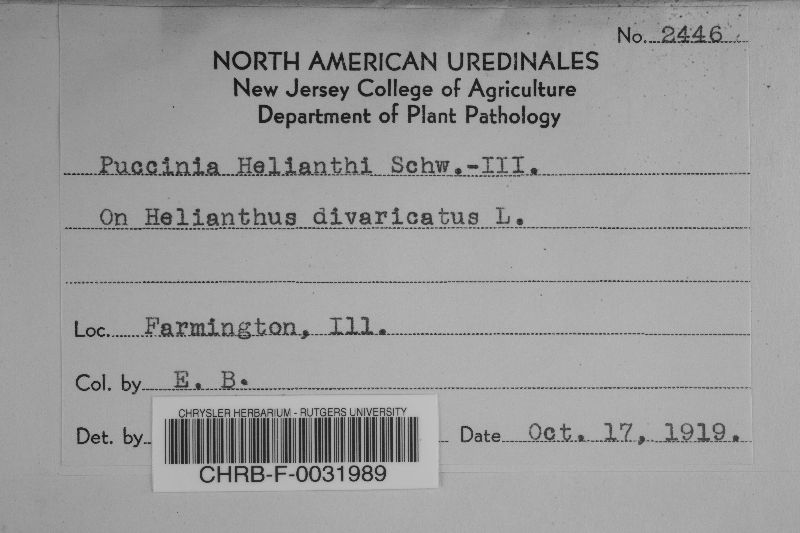 No. 2446
NORTH AMERICAN UREDINALES
New Jersey College of Agriculture
Department of Plant Pathology
Puccinia Helianthi Schw.-III.
On Helianthus divaricatus L.
Loc. Farmington, Ill.
Col. by E. B.
Det. by Date Oct. 17, 1919.
CHRYSLER HERBARIUM - RUTGERS UNIVERSITY
CHRB-F-0031989